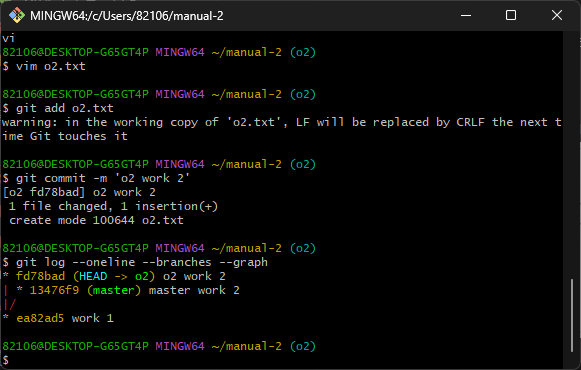 MINGW64:/c/Users/82106/manual-2
vi
82106@DESKTOP-G65GT4P MINGW64 ~/manual-2 (o2)
$ vim o2.txt
82106@DESKTOP-G65GT4P MINGW64 ~/manual-2 (o2)
$ git add o2.txt
warning: in the working copy of 'o2.txt', LF will be replaced by CRLF the next t
ime Git touches it
82106@DESKTOP-G65GT4P MINGW64 ~/manual-2 (o2)
$ git commit -m 'o2 work 2'
[o2 fd78bad] o2 work 2
 1 file changed, 1 insertion(+)
 create mode 100644 o2.txt
82106@DESKTOP-G65GT4P MINGW64 ~/manual-2 (o2)
$ git log --oneline --branches --graph
* fd78bad (HEAD -> o2) o2 work 2
| * 13476f9 (master) master work 2
|/
* ea82ad5 work 1
82106@DESKTOP-G65GT4P MINGW64 ~/manual-2 (o2)
$